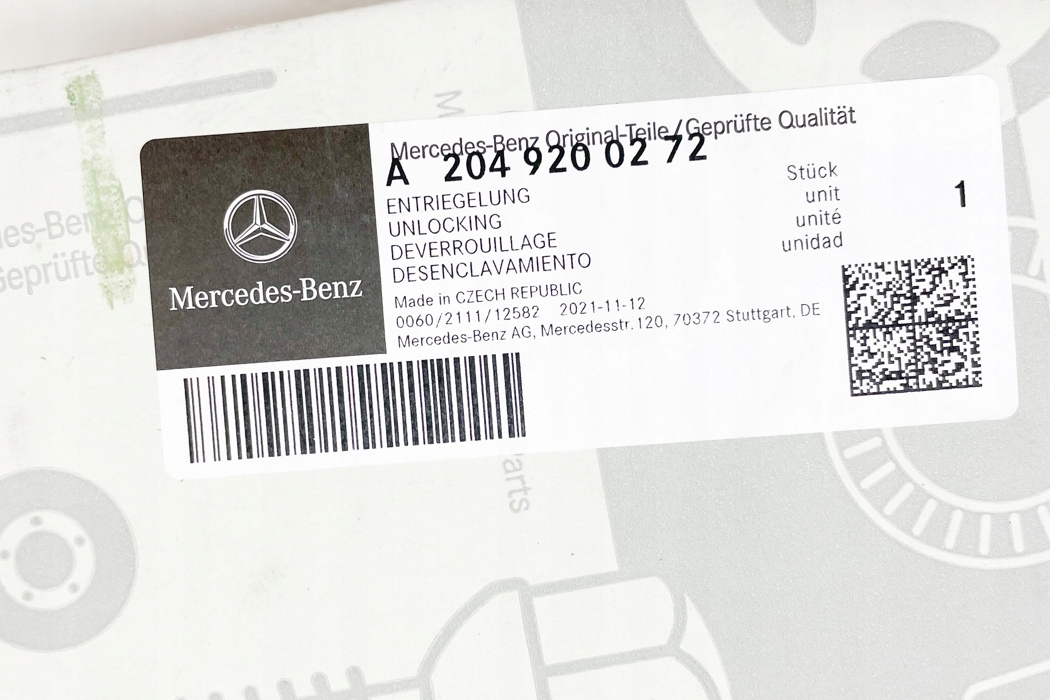 Mercedes-Benz Original-Teile/Geprüfte Qualität
A 204 920 02 72
ENTRIEGELUNG
UNLOCKING
DEVERROUILLAGE
DESENCLAVAMIENTO
Stück
unit
unité
unidad
1
Made in CZECH REPUBLIC
0060/2111/12582 2021-11-12
Mercedes-Benz AG, Mercedesstr. 120, 70372 Stuttgart, DE
Mercedes-Benz